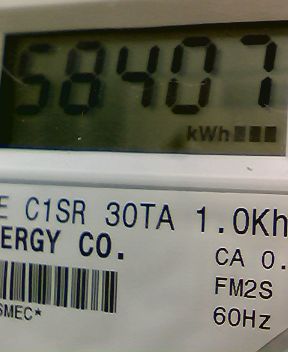 58407
kWh
E C1SR 30TA 1.0Kh
ERGY CO.
CA 0.
FM2S
60Hz
SMEC*